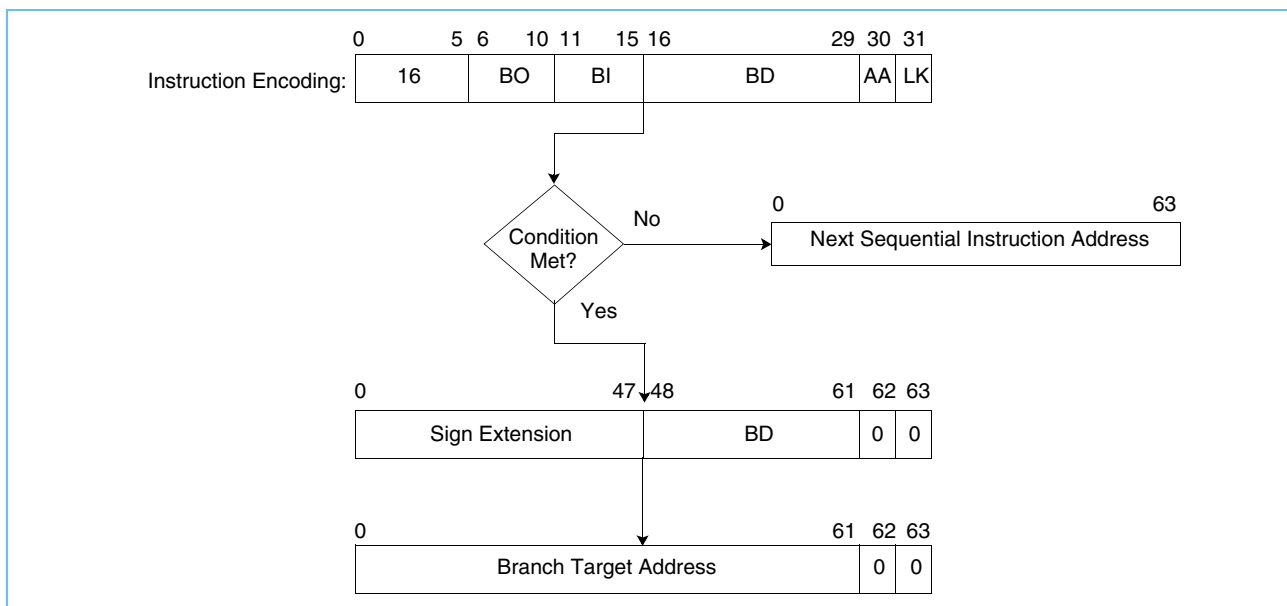 0 5 6 10 11 15 16 29 30 31
Instruction Encoding: 16 BO BI BD AA LK
Condition
Met?
No
0 63
Next Sequential Instruction Address
Yes
0 47 48 61 62 63
Sign Extension BD 0 0
0 61 62 63
Branch Target Address 0 0